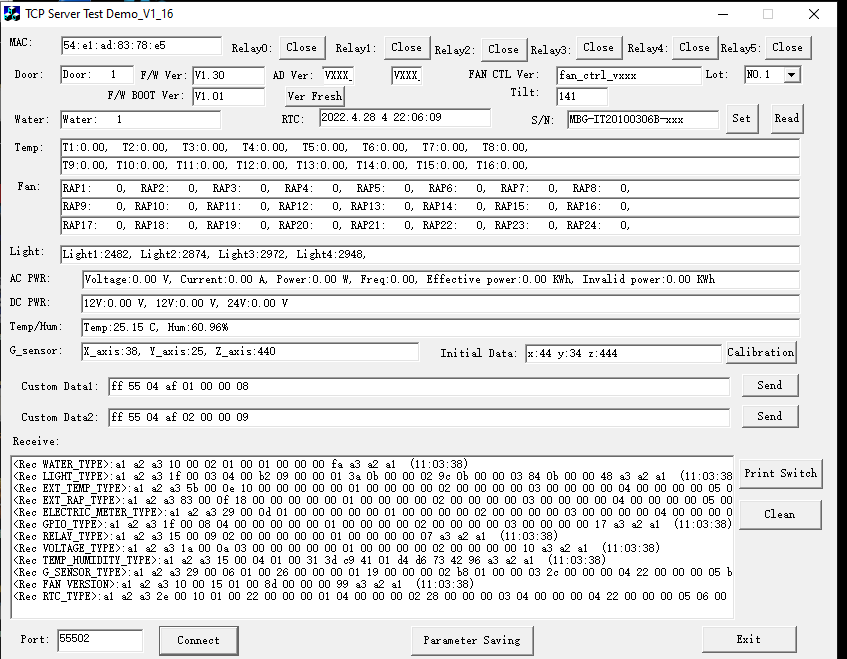 TCP Server Test Demo_V1_16
MAC: 54:e1:ad:83:78:e5 Relay0: Close Relay1: Close Relay2: Close Relay3: Close Relay4: Close Relay5: Close
Door: Door: 1 F/W Ver: V1.30 AD Ver: VXXX_ VXXX_ FAN CTL Ver: fan_ctrl_vxxx Lot: NO.1
F/W BOOT Ver: V1.01 Ver Fresh Tilt: 141
Water: Water: 1 RTC: 2022.4.28 4 22:06:09 S/N: MBG-IT20100306B-xxx Set Read
Temp: T1:0.00, T2:0.00, T3:0.00, T4:0.00, T5:0.00, T6:0.00, T7:0.00, T8:0.00,
T9:0.00, T10:0.00, T11:0.00, T12:0.00, T13:0.00, T14:0.00, T15:0.00, T16:0.00,
Fan: RAP1: 0, RAP2: 0, RAP3: 0, RAP4: 0, RAP5: 0, RAP6: 0, RAP7: 0, RAP8: 0,
RAP9: 0, RAP10: 0, RAP11: 0, RAP12: 0, RAP13: 0, RAP14: 0, RAP15: 0, RAP16: 0,
RAP17: 0, RAP18: 0, RAP19: 0, RAP20: 0, RAP21: 0, RAP22: 0, RAP23: 0, RAP24: 0,
Light: Light1:2482, Light2:2874, Light3:2972, Light4:2948,
AC PWR: Voltage:0.00 V, Current:0.00 A, Power:0.00 W, Freq:0.00, Effective power:0.00 KWh, Invalid power:0.00 KWh
DC PWR: 12V:0.00 V, 12V:0.00 V, 24V:0.00 V
Temp/Hum: Temp:25.15 C, Hum:60.96%
G_sensor: X_axis:38, Y_axis:25, Z_axis:440 Initial Data: x:44 y:34 z:444 Calibration
Custom Data1: ff 55 04 af 01 00 00 08 Send
Custom Data2: ff 55 04 af 02 00 00 09 Send
Receive:
<Rec WATER_TYPE>:a1 a2 a3 10 00 02 01 00 01 00 00 00 fa a3 a2 a1 (11:03:38)
<Rec LIGHT_TYPE>:a1 a2 a3 1f 00 03 04 00 b2 09 00 00 01 3a 0b 00 00 02 9c 0b 00 00 03 84 0b 00 00 48 a3 a2 a1 (11:03:38
<Rec EXT_TEMP_TYPE>:a1 a2 a3 5b 00 0e 10 00 00 00 00 00 01 00 00 00 00 02 00 00 00 00 03 00 00 00 00 04 00 00 00 00 05 0
<Rec EXT_RAP_TYPE>:a1 a2 a3 83 00 0f 18 00 00 00 00 00 01 00 00 00 00 02 00 00 00 00 03 00 00 00 00 04 00 00 00 00 05 00
<Rec ELECTRIC_METER_TYPE>:a1 a2 a3 29 00 0d 01 00 00 00 00 00 01 00 00 00 00 02 00 00 00 00 03 00 00 00 00 04 00 00 00 0
<Rec GPIO_TYPE>:a1 a2 a3 1f 00 08 04 00 00 00 00 00 01 00 00 00 00 02 00 00 00 00 03 00 00 00 00 17 a3 a2 a1 (11:03:38)
<Rec RELAY_TYPE>:a1 a2 a3 15 00 09 02 00 00 00 00 00 01 00 00 00 00 07 a3 a2 a1 (11:03:38)
<Rec VOLTAGE_TYPE>:a1 a2 a3 1a 00 0a 03 00 00 00 00 00 01 00 00 00 00 02 00 00 00 00 10 a3 a2 a1 (11:03:38)
<Rec TEMP_HUMIDITY_TYPE>:a1 a2 a3 15 00 04 01 00 31 3d c9 41 01 d4 d6 73 42 96 a3 a2 a1 (11:03:38)
<Rec G_SENSOR_TYPE>:a1 a2 a3 29 00 06 01 00 26 00 00 00 01 19 00 00 00 02 b8 01 00 00 03 2c 00 00 00 04 22 00 00 00 05 b
<Rec FAN VERSION>:a1 a2 a3 10 00 15 01 00 8d 00 00 00 99 a3 a2 a1 (11:03:38)
<Rec RTC_TYPE>:a1 a2 a3 2e 00 10 01 00 22 00 00 00 01 04 00 00 00 02 28 00 00 00 03 04 00 00 00 04 22 00 00 00 05 06 00
Print Switch
Clean
Port: 55502 Connect Parameter Saving Exit